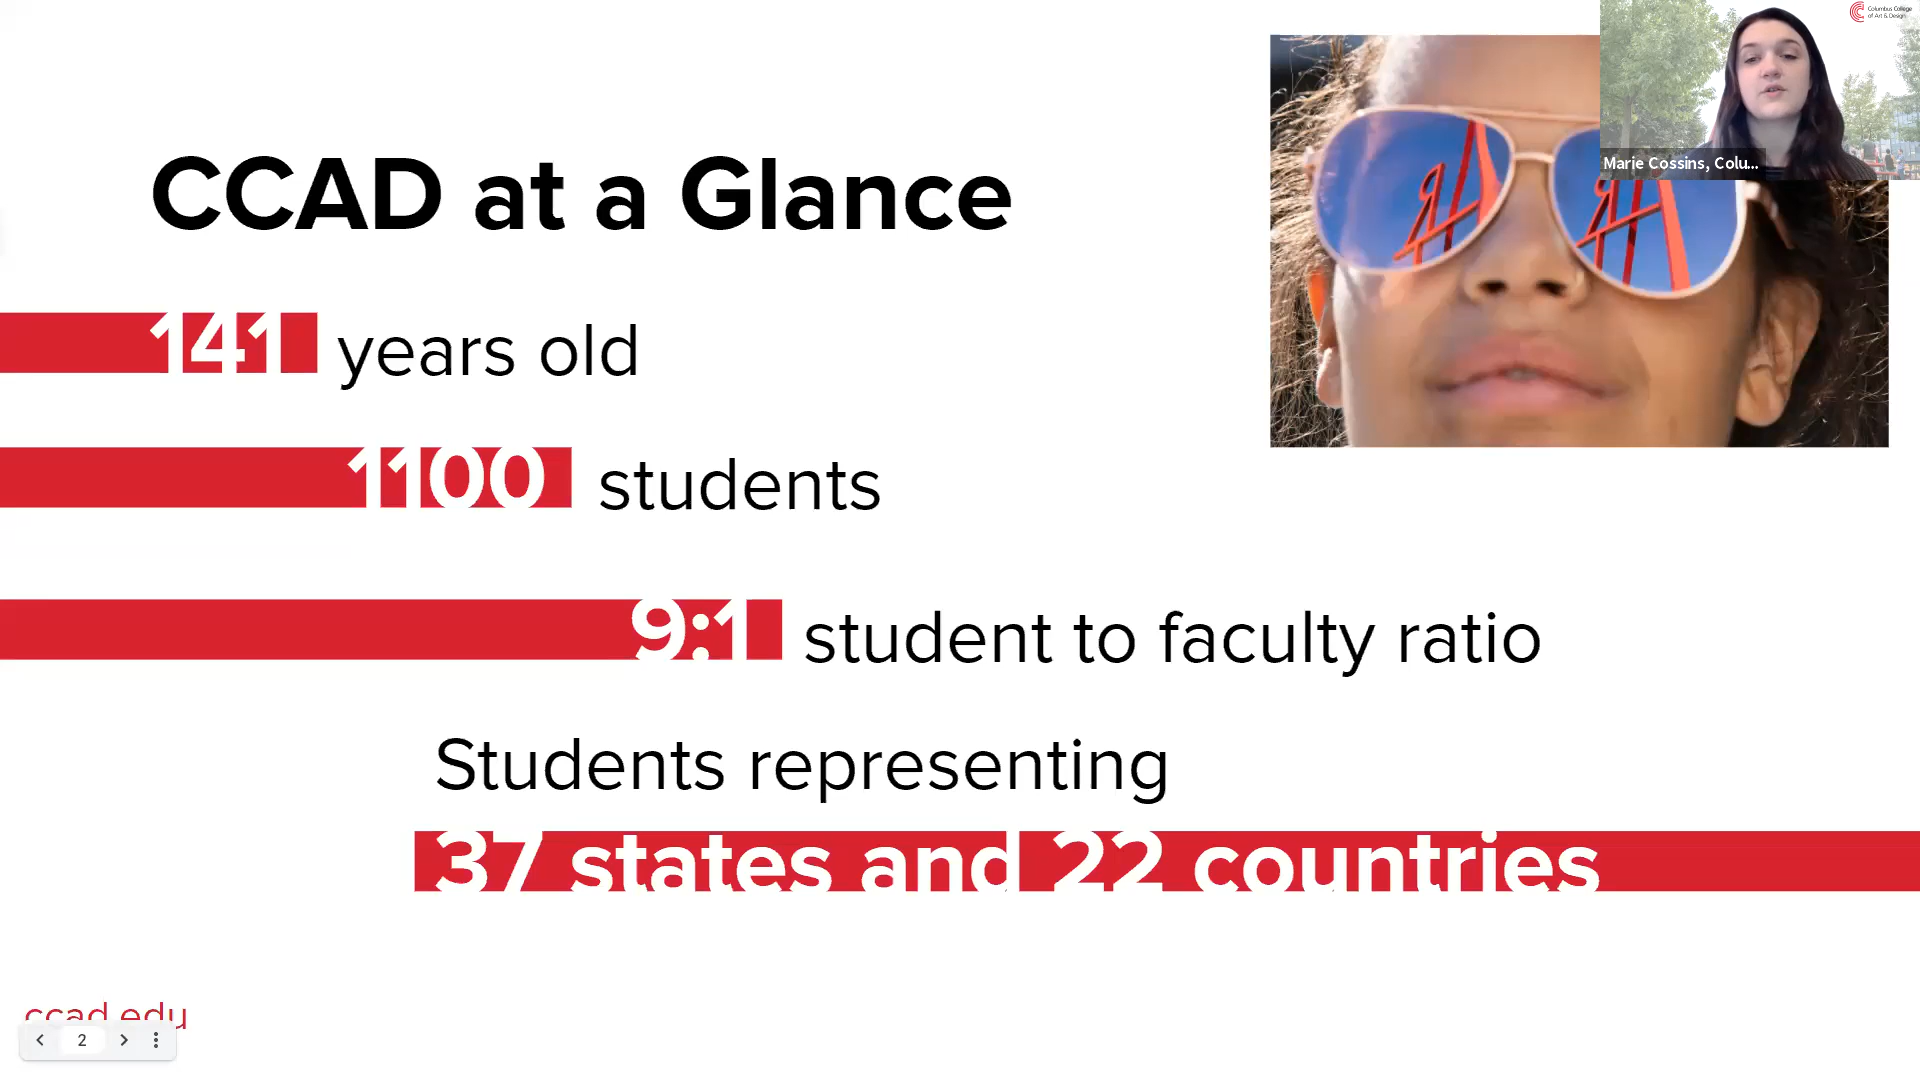 Columbus College
of Art & Design
Marie Cossins, Colu...
CCAD at a Glance
141 years old
1100 students
9:1 student to faculty ratio
Students representing
37 states and 22 countries
ccad.edu
2